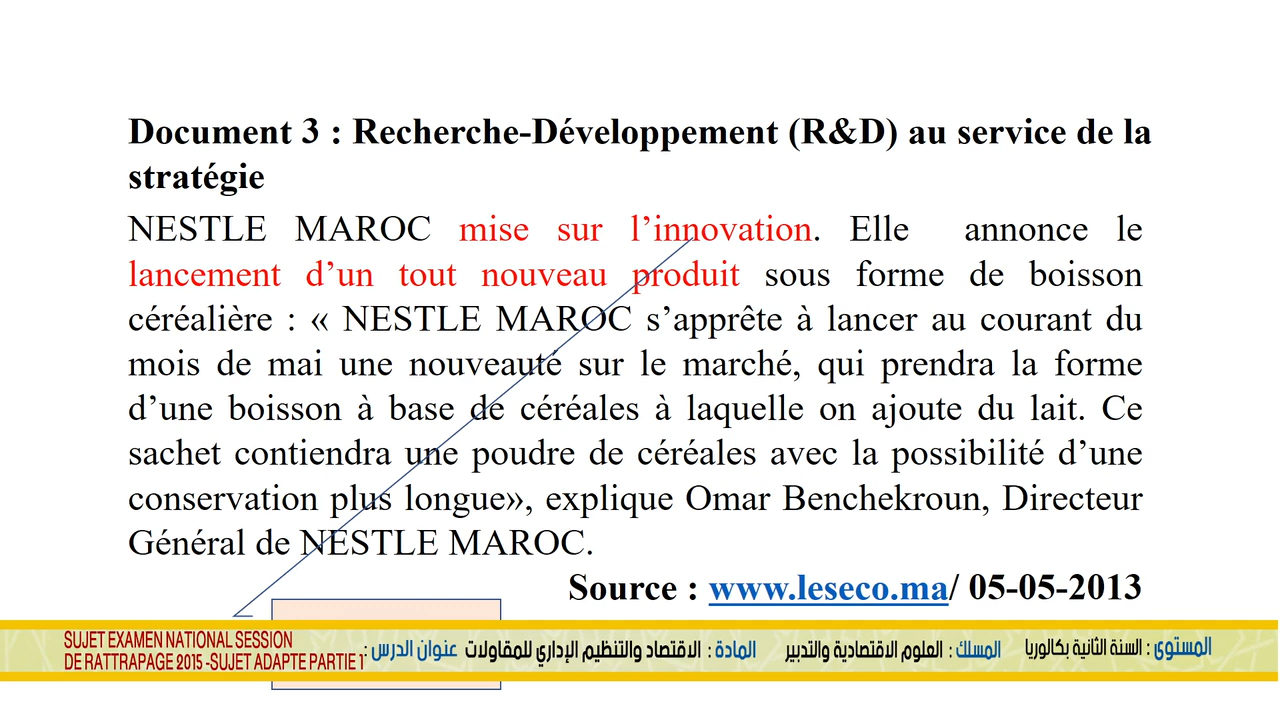 Document 3 : Recherche-Développement (R&D) au service de la
stratégie
NESTLE MAROC mise sur l’innovation. Elle annonce le
lancement d’un tout nouveau produit sous forme de boisson
céréalière : « NESTLE MAROC s’apprête à lancer au courant du
mois de mai une nouveauté sur le marché, qui prendra la forme
d’une boisson à base de céréales à laquelle on ajoute du lait. Ce
sachet contiendra une poudre de céréales avec la possibilité d’une
conservation plus longue», explique Omar Benchekroun, Directeur
Général de NESTLE MAROC.
Source : www.leseco.ma/ 05-05-2013
المستوى : السنة الثانية بكالوريا المسلك : العلوم الاقتصادية والتدبير المادة : الاقتصاد والتنظيم الإداري للمقاولات عنوان الدرس :
SUJET EXAMEN NATIONAL SESSION
DE RATTRAPAGE 2015 -SUJET ADAPTE PARTIE 1